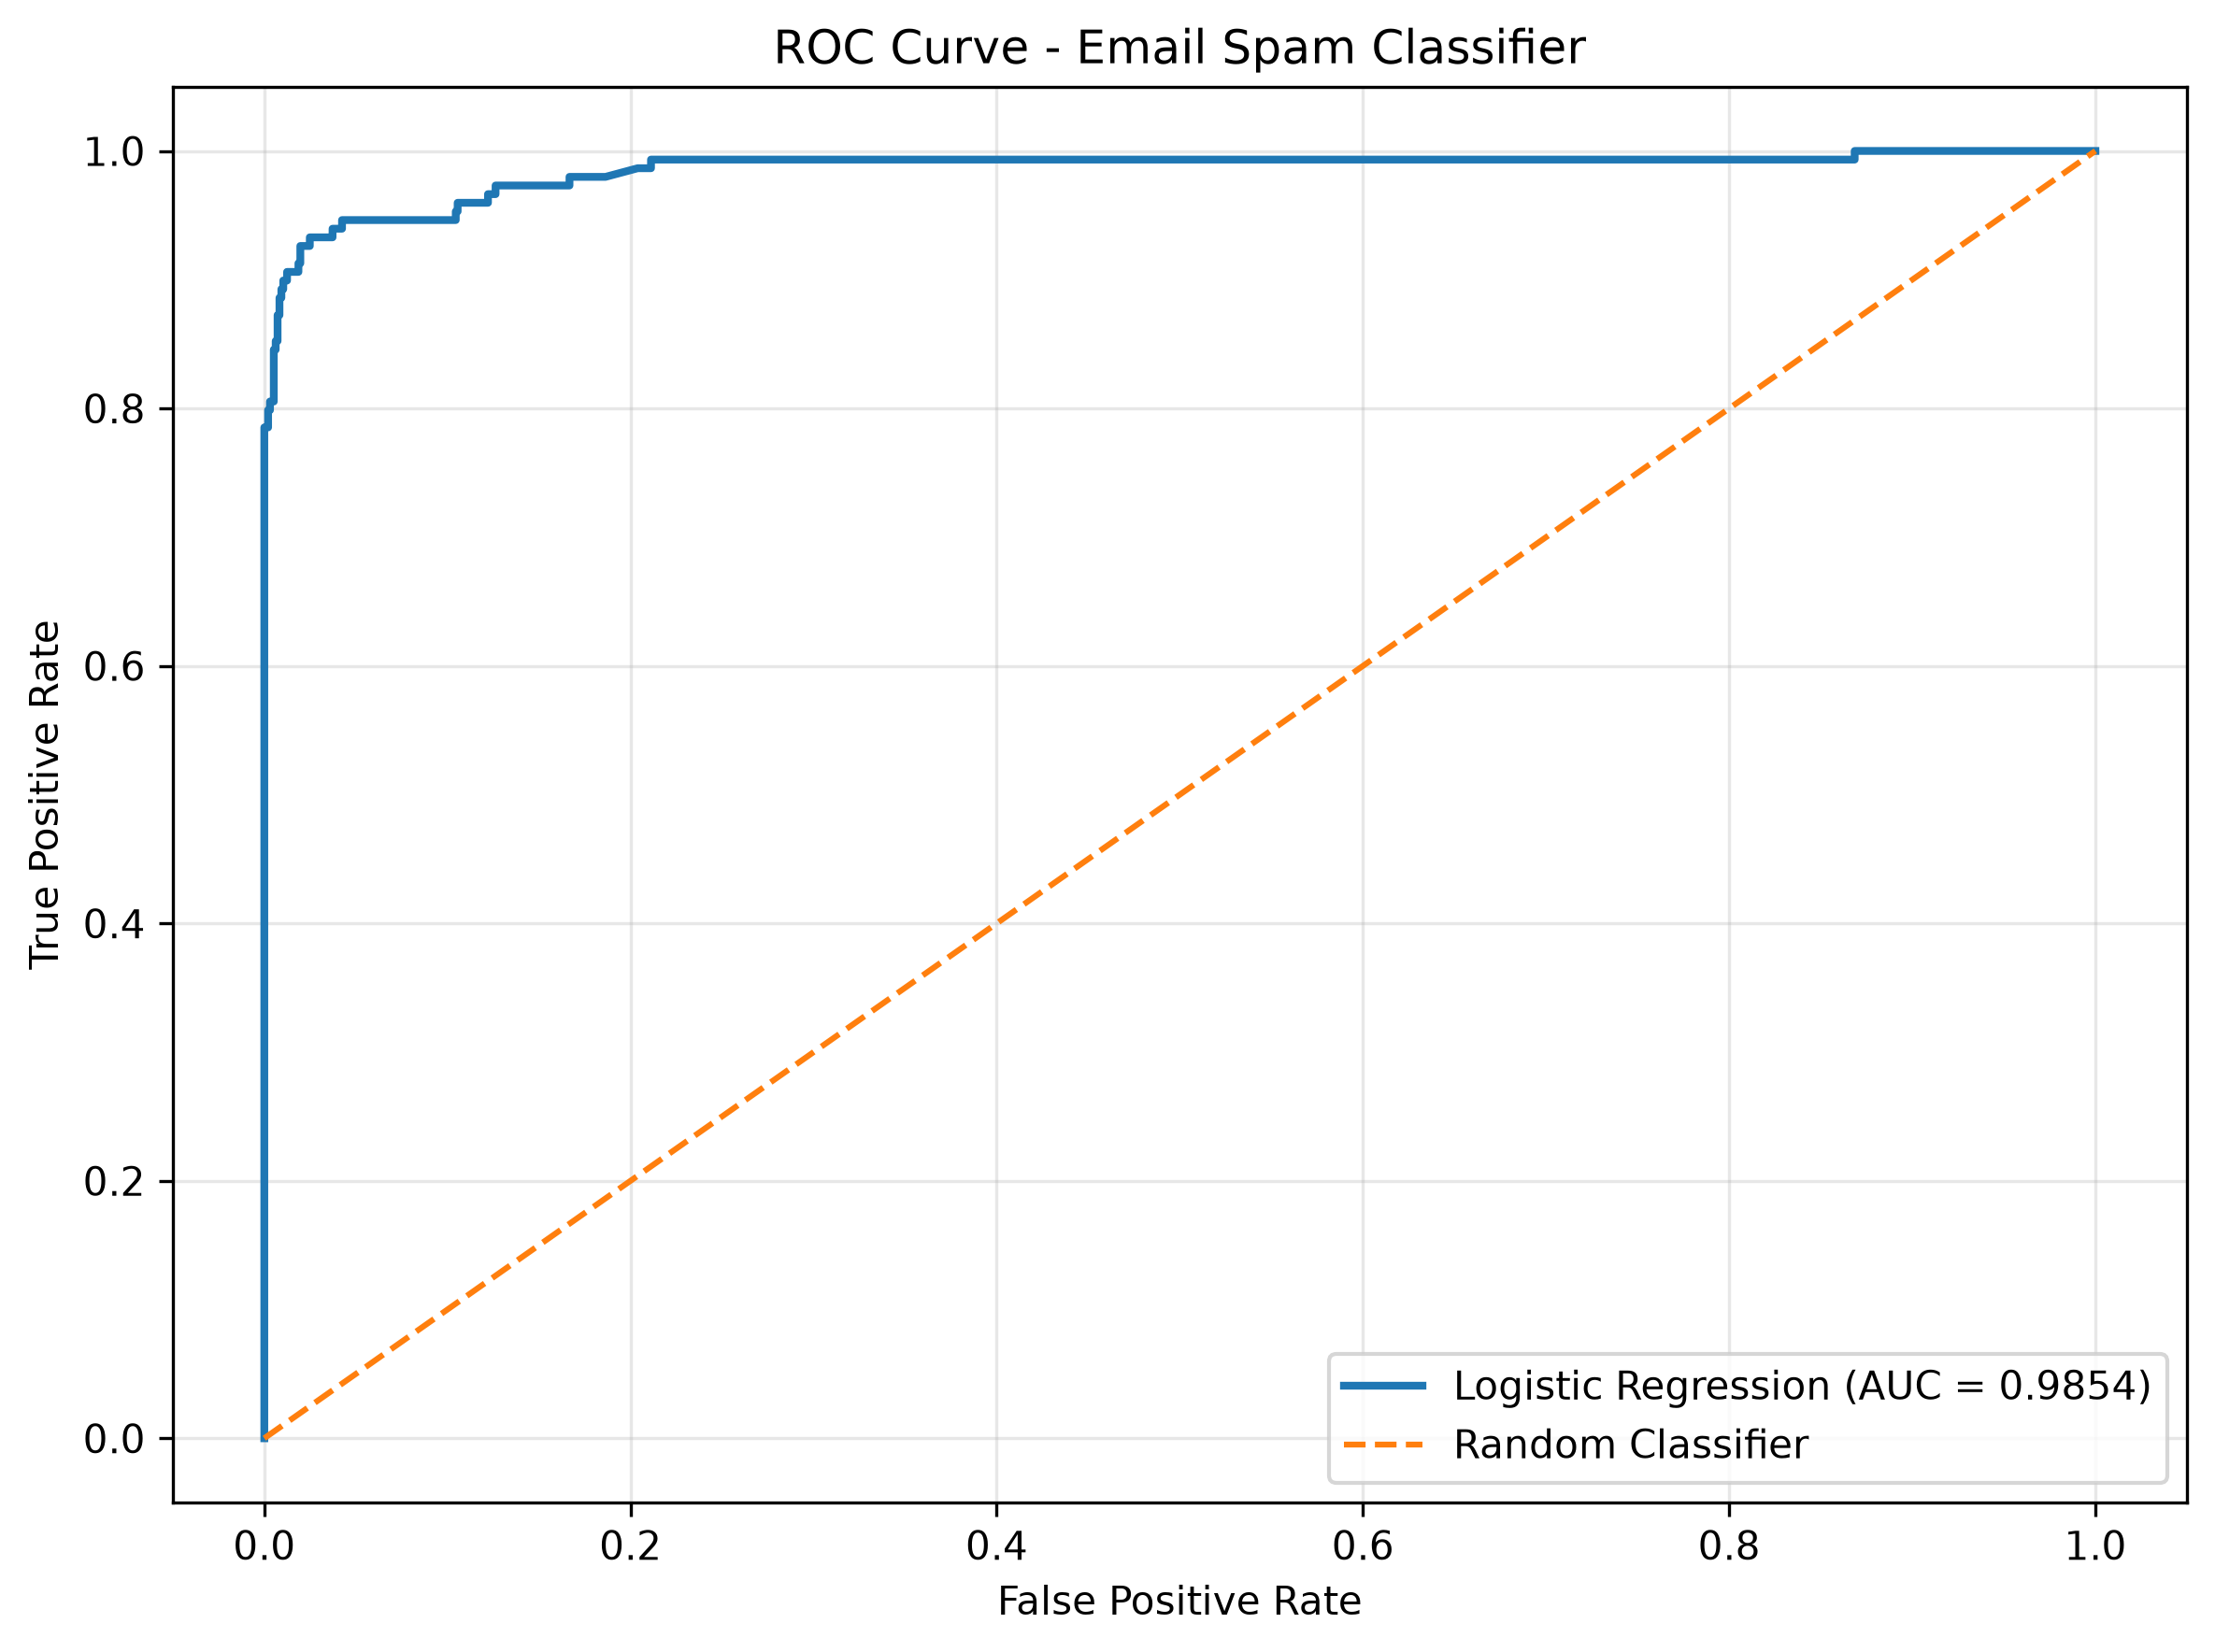 ROC Curve - Email Spam Classifier
True Positive Rate
1.0
0.8
0.6
0.4
0.2
0.0
Logistic Regression (AUC = 0.9854)
Random Classifier
0.0 0.2 0.4 0.6 0.8 1.0
False Positive Rate